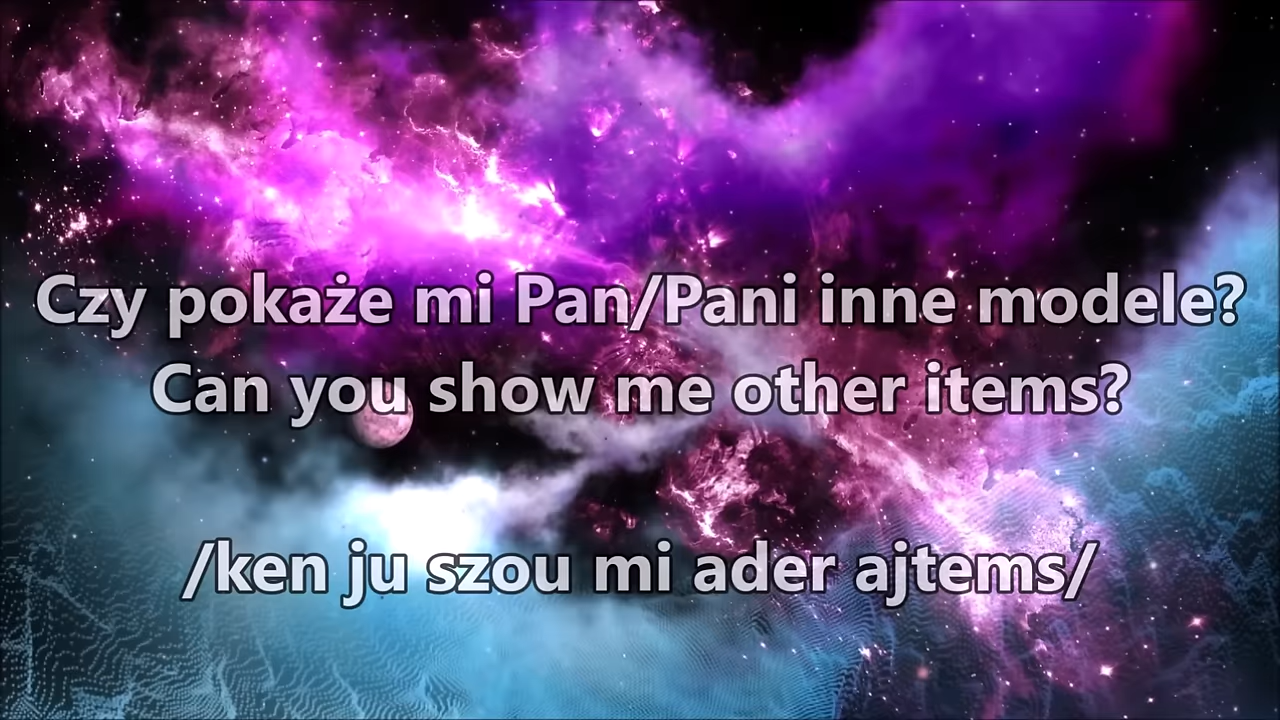 Czy pokaże mi Pan/Pani inne modele?
Can you show me other items?
/ken ju szou mi ader ajtems/